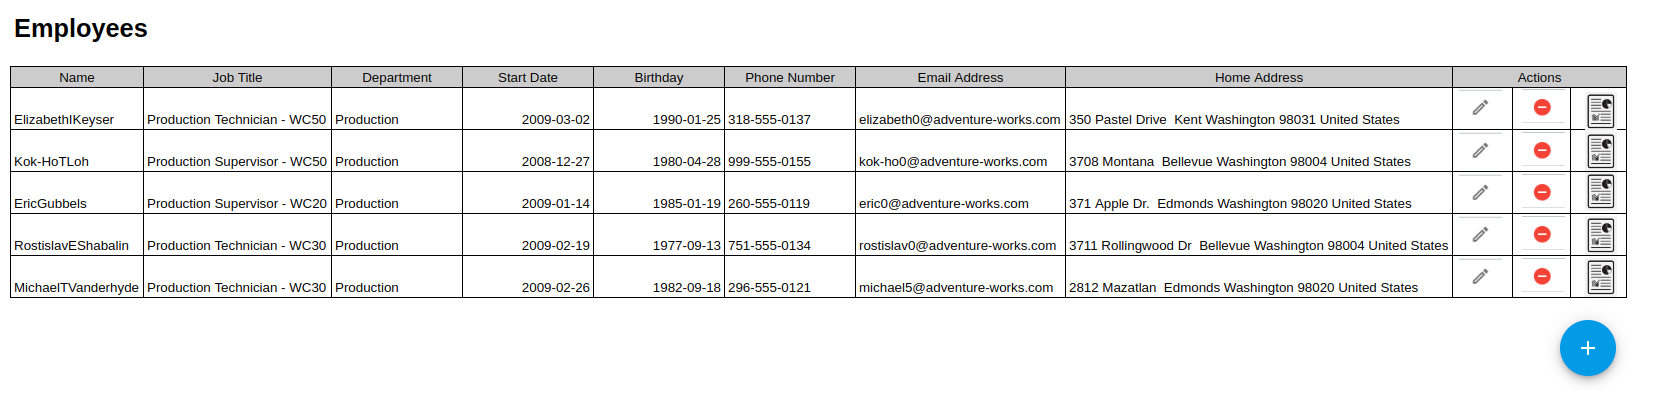 Employees
Name Job Title Department Start Date Birthday Phone Number Email Address Home Address Actions
ElizabethIKeyser Production Technician - WC50 Production 2009-03-02 1990-01-25 318-555-0137 elizabeth0@adventure-works.com 350 Pastel Drive  Kent Washington 98031 United States
Kok-HoTLoh Production Supervisor - WC50 Production 2008-12-27 1980-04-28 999-555-0155 kok-ho0@adventure-works.com 3708 Montana  Bellevue Washington 98004 United States
EricGubbels Production Supervisor - WC20 Production 2009-01-14 1985-01-19 260-555-0119 eric0@adventure-works.com 371 Apple Dr.  Edmonds Washington 98020 United States
RostislavEShabalin Production Technician - WC30 Production 2009-02-19 1977-09-13 751-555-0134 rostislav0@adventure-works.com 3711 Rollingwood Dr  Bellevue Washington 98004 United States
MichaelTVanderhyde Production Technician - WC30 Production 2009-02-26 1982-09-18 296-555-0121 michael5@adventure-works.com 2812 Mazatlan  Edmonds Washington 98020 United States